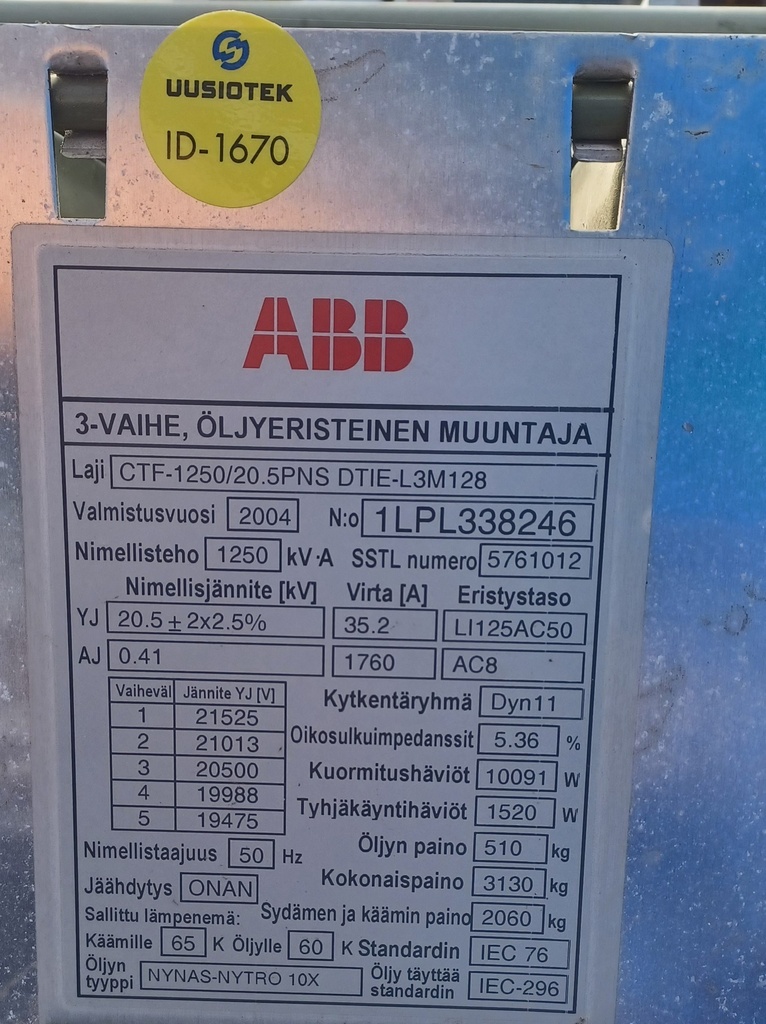 UUSIOTEK
ID-1670
ABB
3-VAIHE, ÖLJYERISTEINEN MUUNTAJA
Laji CTF-1250/20.5PNS DTIE-L3M128
Valmistusvuosi 2004 N:o 1LPL338246
Nimellisteho 1250 kV·A SSTL numero 5761012
Nimellisjännite [kV] Virta [A] Eristystaso
YJ 20.5 ± 2x2.5% 35.2 LI125AC50
AJ 0.41 1760 AC8
Vaiheväl Jännite YJ [V]
1 21525
2 21013
3 20500
4 19988
5 19475
Kytkentäryhmä Dyn11
Oikosulkuimpedanssit 5.36 %
Kuormitushäviöt 10091 W
Tyhjäkäyntihäviöt 1520 W
Nimellistaajuus 50 Hz
Öljyn paino 510 kg
Jäähdytys ONAN
Kokonaispaino 3130 kg
Sallittu lämpenemä:
Sydämen ja käämin paino 2060 kg
Käämille 65 K Öljylle 60 K Standardin IEC 76
Öljyn tyyppi NYNAS-NYTRO 10X
Öljy täyttää standardin IEC-296